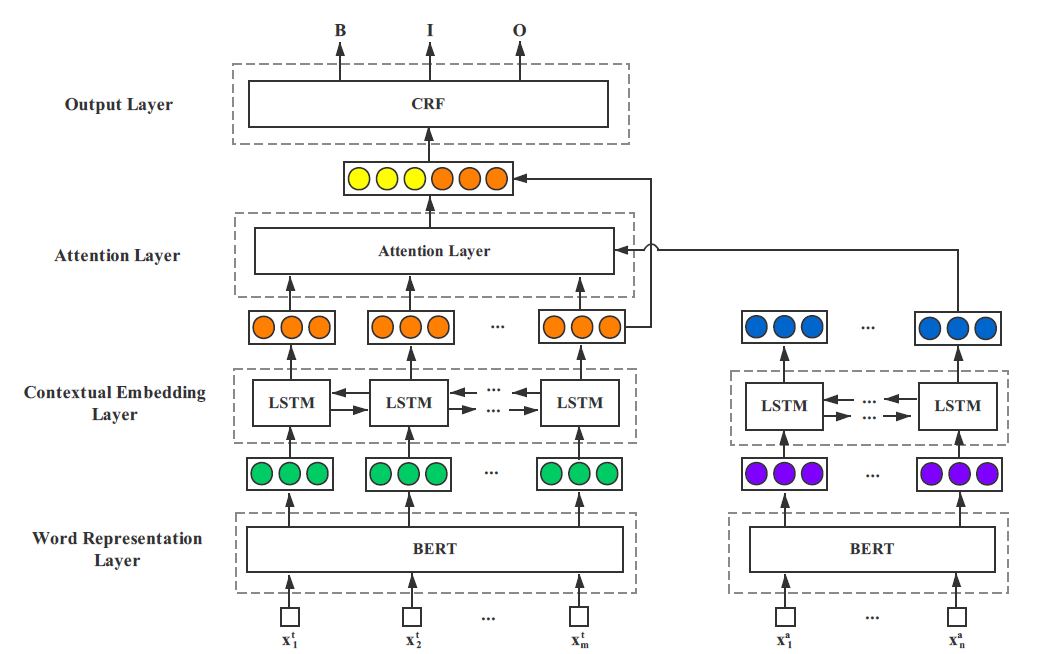 B I O
Output Layer
CRF
Attention Layer
Attention Layer
...
...
Contextual Embedding
Layer
LSTM LSTM ... ... LSTM
LSTM ... ... LSTM
...
...
Word Representation
Layer
BERT
BERT
...
...
x₁ᵗ x₂ᵗ xₘᵗ
x₁ᵃ xₙᵃ